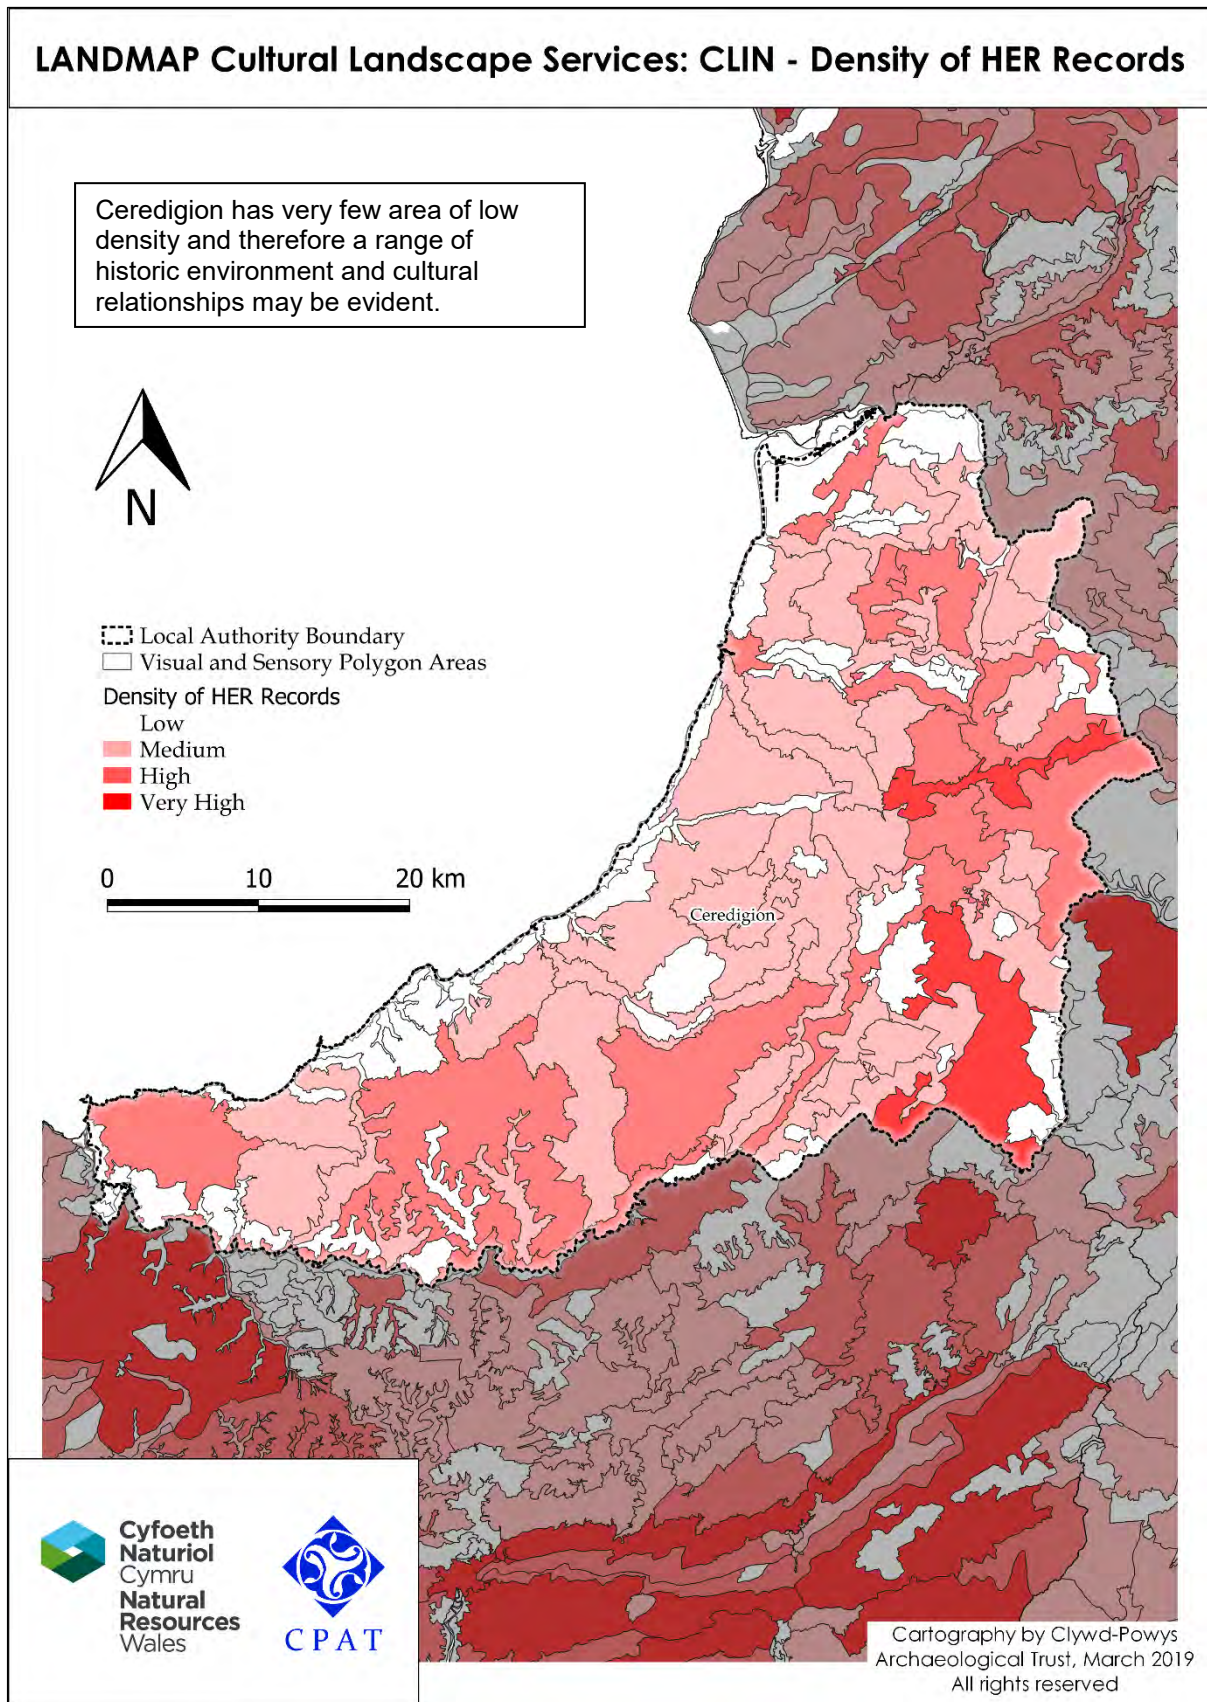 LANDMAP Cultural Landscape Services: CLIN - Density of HER Records
Ceredigion has very few area of low
density and therefore a range of
historic environment and cultural
relationships may be evident.
N
Local Authority Boundary
Visual and Sensory Polygon Areas
Density of HER Records
Low
Medium
High
Very High
0 10 20 km
Ceredigion
Cyfoeth
Naturiol
Cymru
Natural
Resources
Wales
CPAT
Cartography by Clywd-Powys
Archaeological Trust, March 2019
All rights reserved